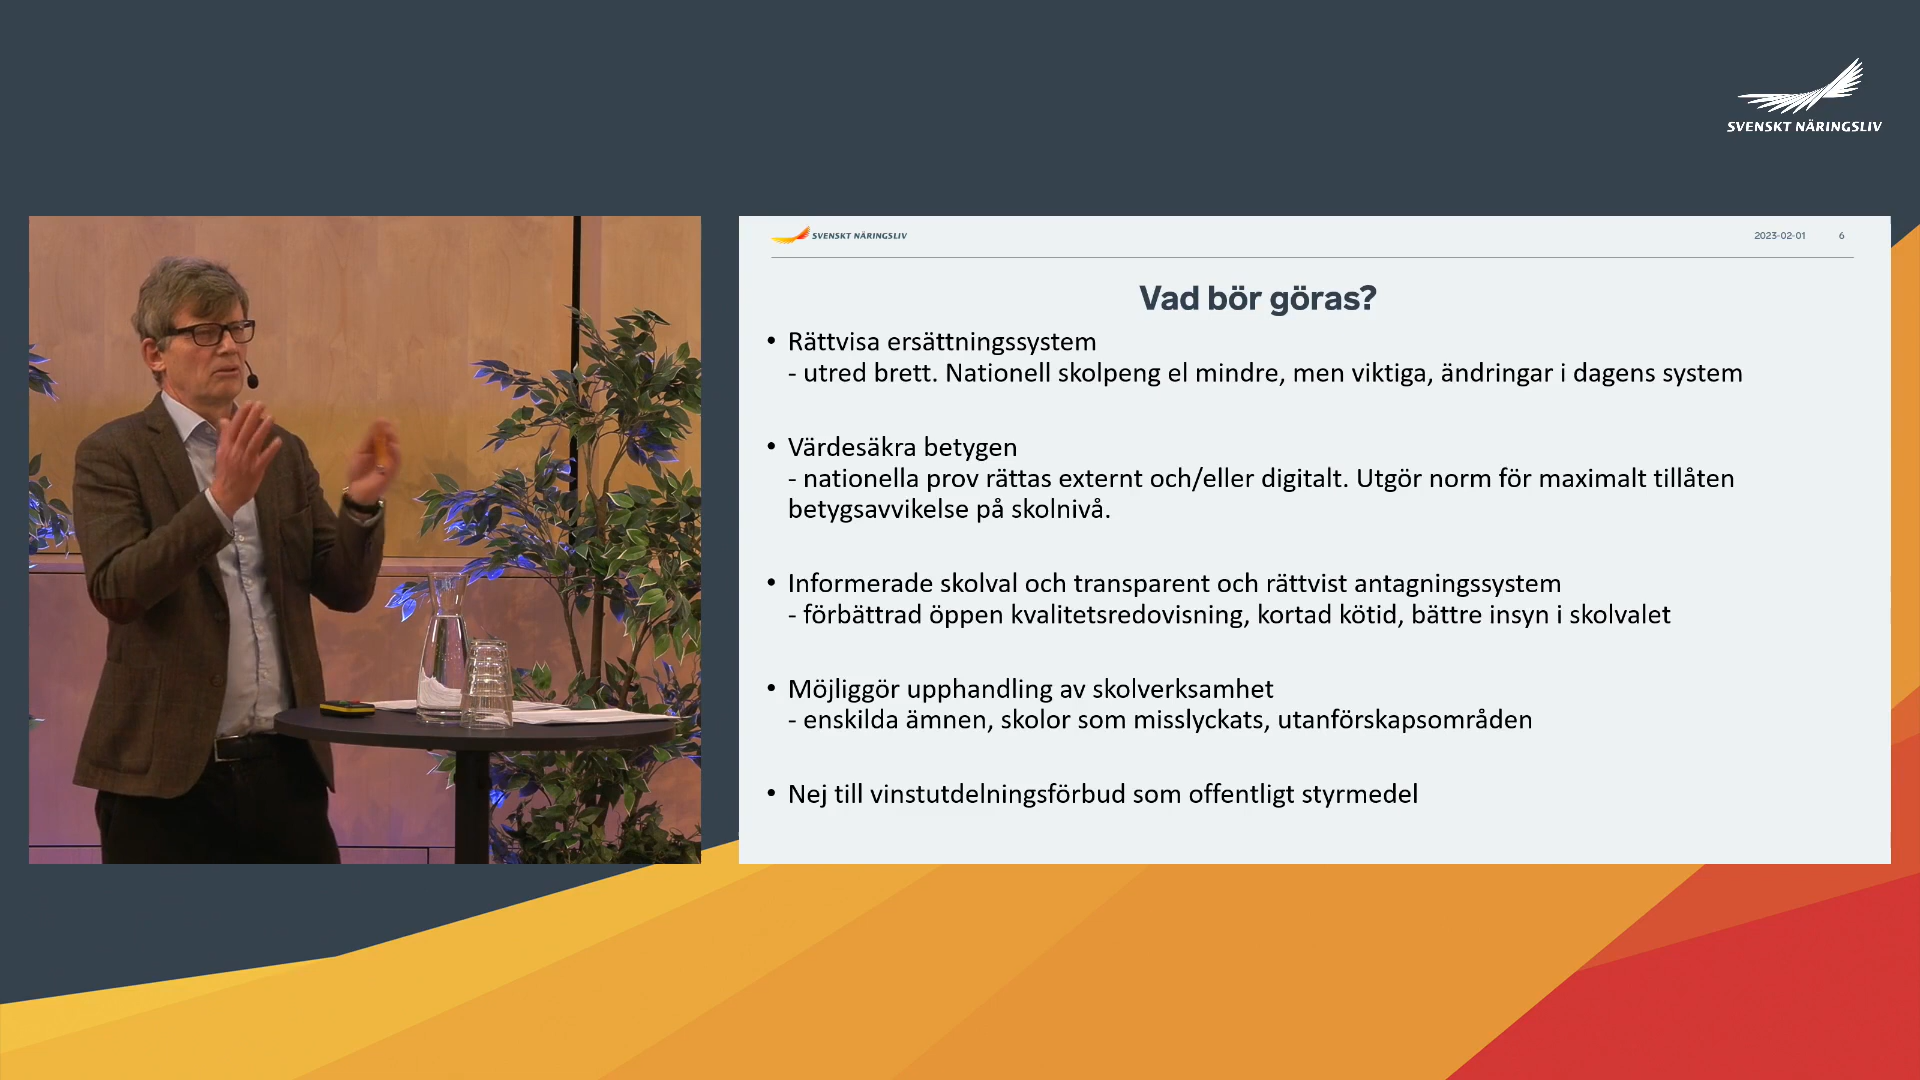 SVENSKT NÄRINGSLIV
SVENSKT NÄRINGSLIV
2023-02-01 6
Vad bör göras?
• Rättvisa ersättningssystem
- utred brett. Nationell skolpeng el mindre, men viktiga, ändringar i dagens system
• Värdesäkra betygen
- nationella prov rättas externt och/eller digitalt. Utgör norm för maximalt tillåten
betygsavvikelse på skolnivå.
• Informerade skolval och transparent och rättvist antagningssystem
- förbättrad öppen kvalitetsredovisning, kortad kötid, bättre insyn i skolvalet
• Möjliggör upphandling av skolverksamhet
- enskilda ämnen, skolor som misslyckats, utanförskapsområden
• Nej till vinstutdelningsförbud som offentligt styrmedel